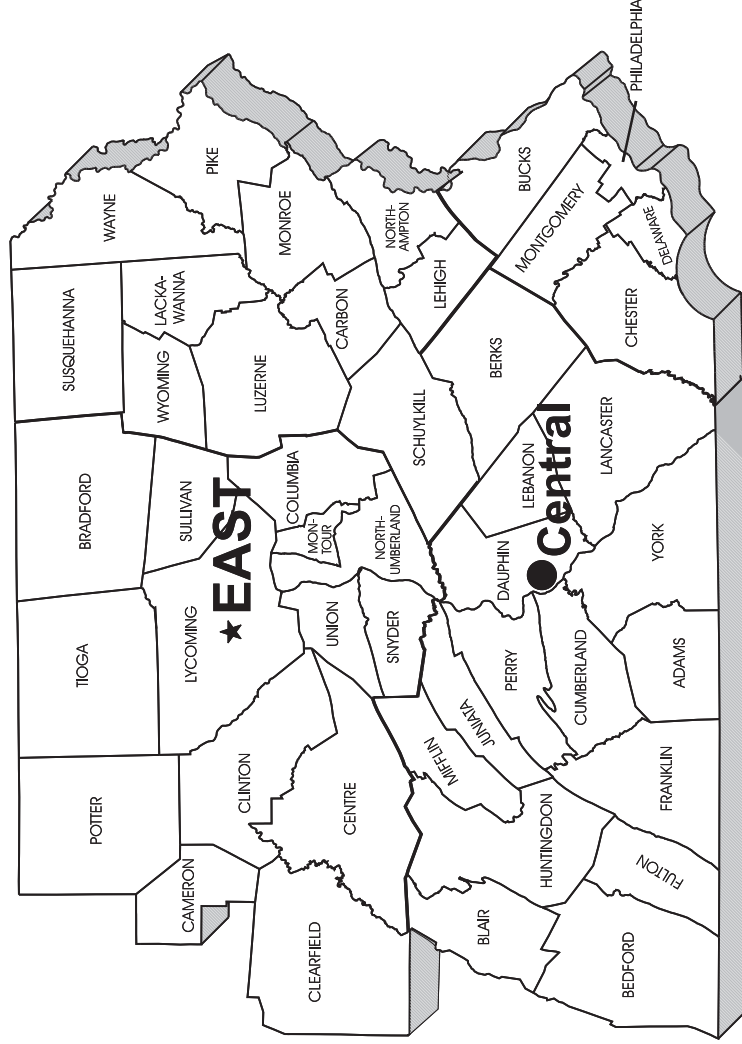 SUSQUEHANNA
WAYNE
BRADFORD
TIOGA
POTTER
LACKA-
WANNA
WYOMING
PIKE
SULLIVAN
LYCOMING
CAMERON
★EAST
MONROE
LUZERNE
COLUMBIA
CLINTON
MON-
TOUR
UNION
CARBON
CLEARFIELD
CENTRE
NORTH-
AMPTON
NORTH-
UMBERLAND
SNYDER
LEHIGH
SCHUYLKILL
MIFFLIN
JUNIATA
BLAIR
BUCKS
MONTGOMERY
BERKS
LEBANON
DAUPHIN
PERRY
HUNTINGDON
●Central
PHILADELPHIA
DELAWARE
CHESTER
LANCASTER
CUMBERLAND
YORK
ADAMS
FRANKLIN
FULTON
BEDFORD